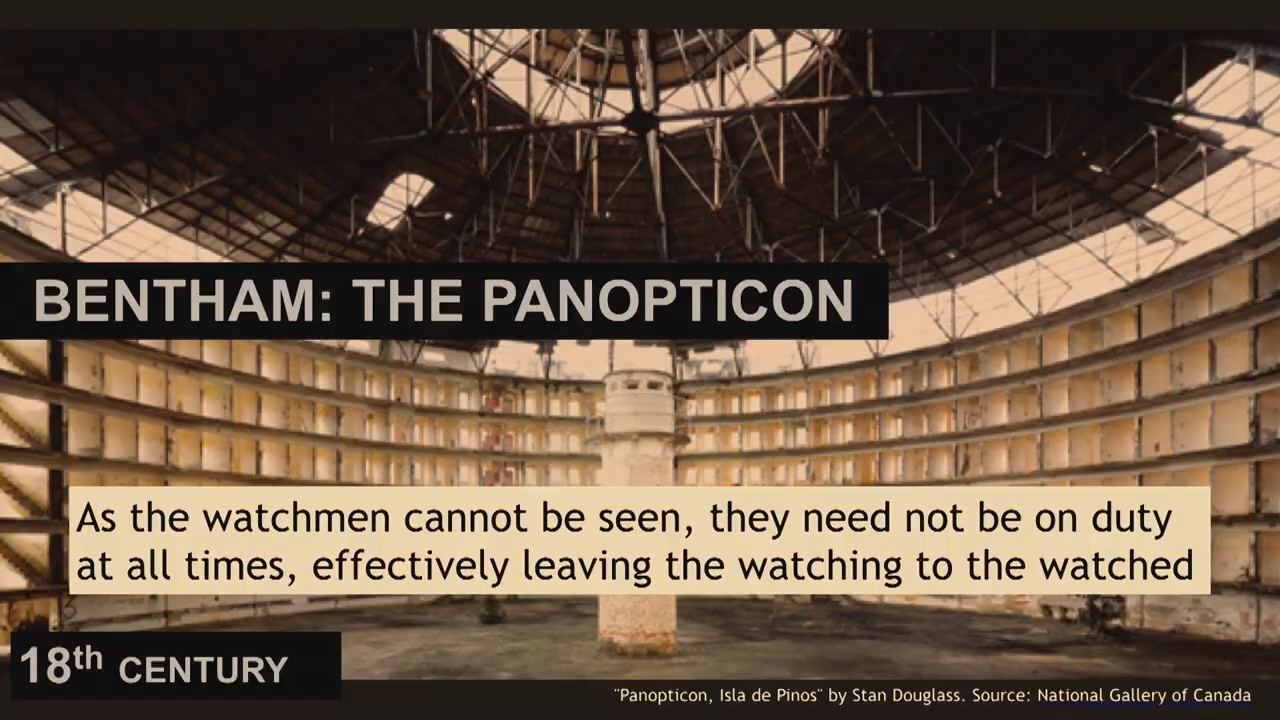 BENTHAM: THE PANOPTICON
As the watchmen cannot be seen, they need not be on duty
at all times, effectively leaving the watching to the watched
18th CENTURY
"Panopticon, Isla de Pinos" by Stan Douglass. Source: National Gallery of Canada